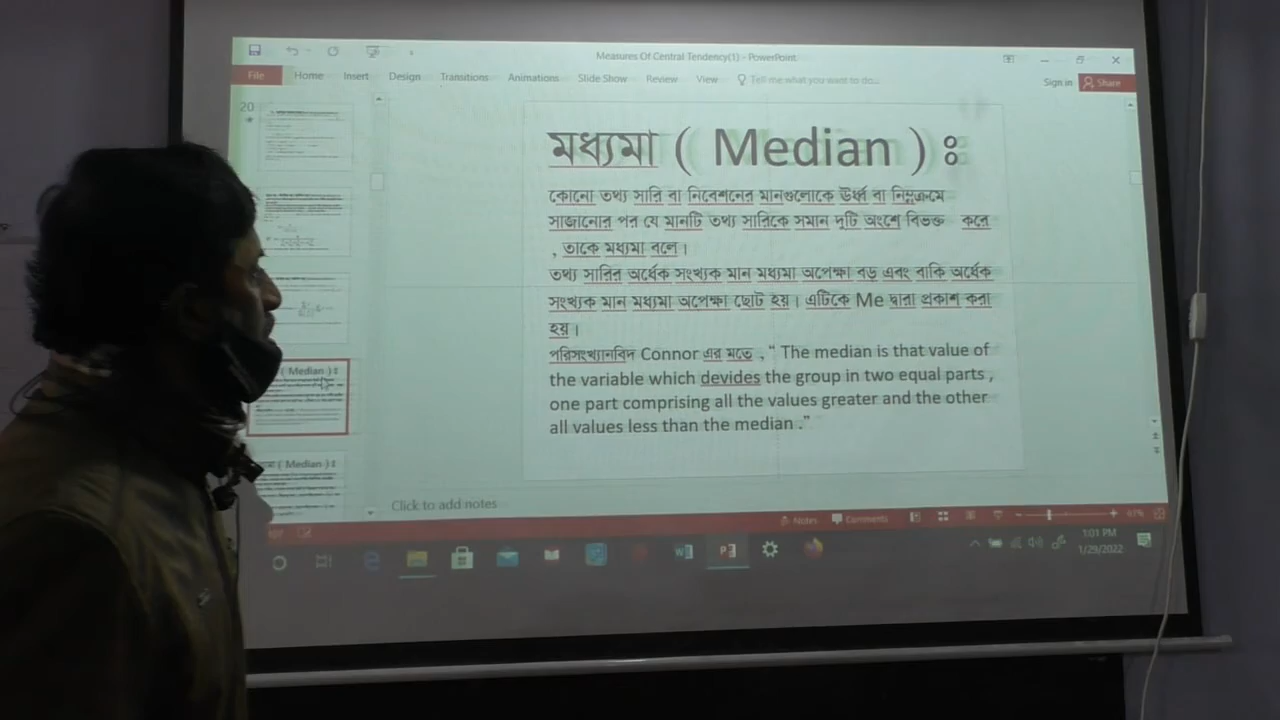 Measures Of Central Tendency(1) - PowerPoint
File Home Insert Design Transitions Animations Slide Show Review View Tell me what you want to do... Sign in Share
20
মধ্যমা ( Median ) ঃ
কোনো তথ্য সারি বা নিবেশনের মানগুলোকে ঊর্ধ্ব বা নিম্নক্রমে
সাজানোর পর যে মানটি তথ্য সারিকে সমান দুটি অংশে বিভক্ত করে
, তাকে মধ্যমা বলে।
তথ্য সারির অর্ধেক সংখ্যক মান মধ্যমা অপেক্ষা বড় এবং বাকি অর্ধেক
সংখ্যক মান মধ্যমা অপেক্ষা ছোট হয়। এটিকে Me দ্বারা প্রকাশ করা
হয়।
পরিসংখ্যানবিদ Connor এর মতে , “ The median is that value of
the variable which devides the group in two equal parts ,
one part comprising all the values greater and the other
all values less than the median .”
( Median ) ঃ
( Median ) ঃ
Click to add notes
Notes Comments 61%
1:01 PM
1/29/2022